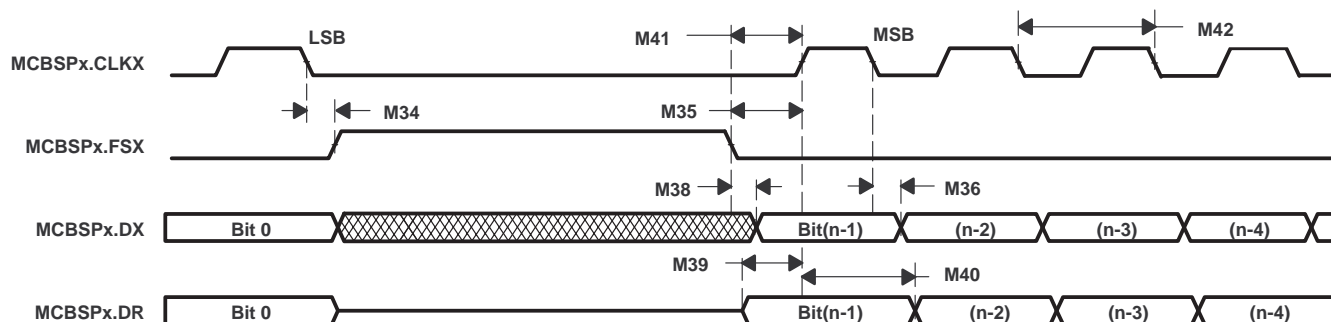 LSB M41 MSB M42
MCBSPx.CLKX
M34 M35
MCBSPx.FSX
M38 M36
MCBSPx.DX Bit 0 Bit(n-1) (n-2) (n-3) (n-4)
M39 M40
MCBSPx.DR Bit 0 Bit(n-1) (n-2) (n-3) (n-4)